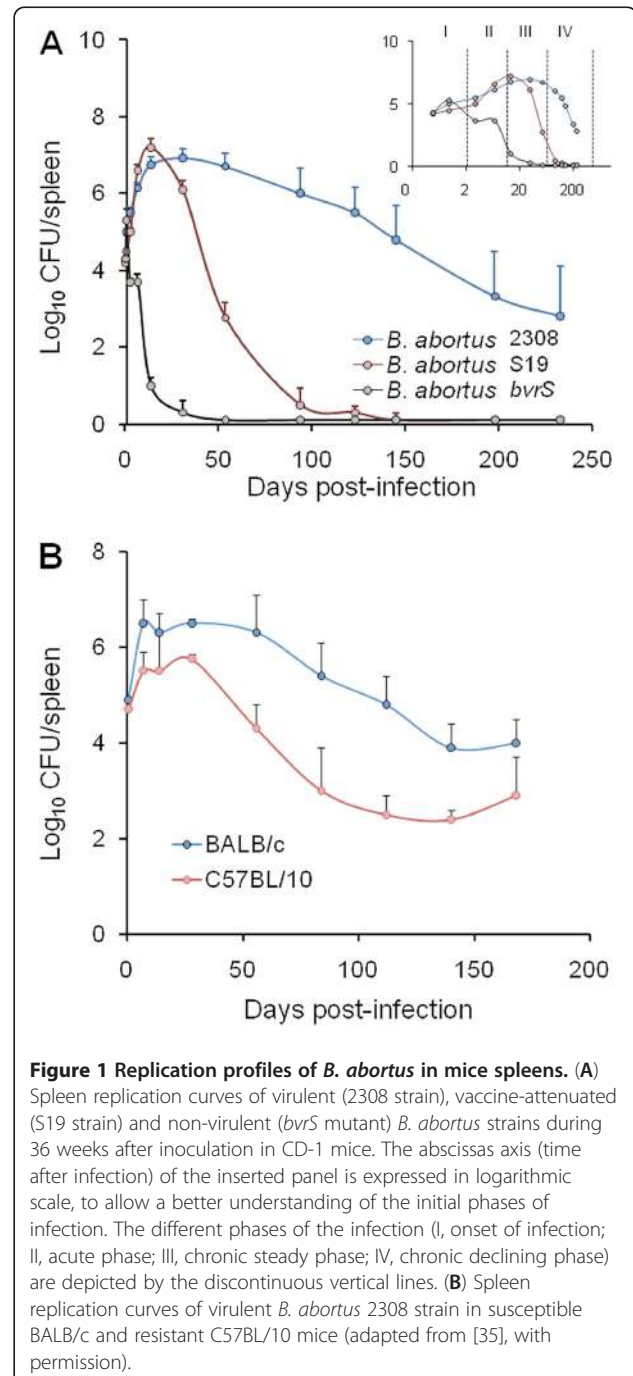 A
10
8
6
4
2
0
Log₁₀ CFU/spleen
I II III IV
10
5
0
0 2 20 200
B. abortus 2308
B. abortus S19
B. abortus bvrS
0 50 100 150 200 250
Days post-infection
B
8
6
4
2
0
Log₁₀ CFU/spleen
BALB/c
C57BL/10
0 50 100 150 200
Days post-infection
Figure 1 Replication profiles of B. abortus in mice spleens. (A)
Spleen replication curves of virulent (2308 strain), vaccine-attenuated
(S19 strain) and non-virulent (bvrS mutant) B. abortus strains during
36 weeks after inoculation in CD-1 mice. The abscissas axis (time
after infection) of the inserted panel is expressed in logarithmic
scale, to allow a better understanding of the initial phases of
infection. The different phases of the infection (I, onset of infection;
II, acute phase; III, chronic steady phase; IV, chronic declining phase)
are depicted by the discontinuous vertical lines. (B) Spleen
replication curves of virulent B. abortus 2308 strain in susceptible
BALB/c and resistant C57BL/10 mice (adapted from [35], with
permission).